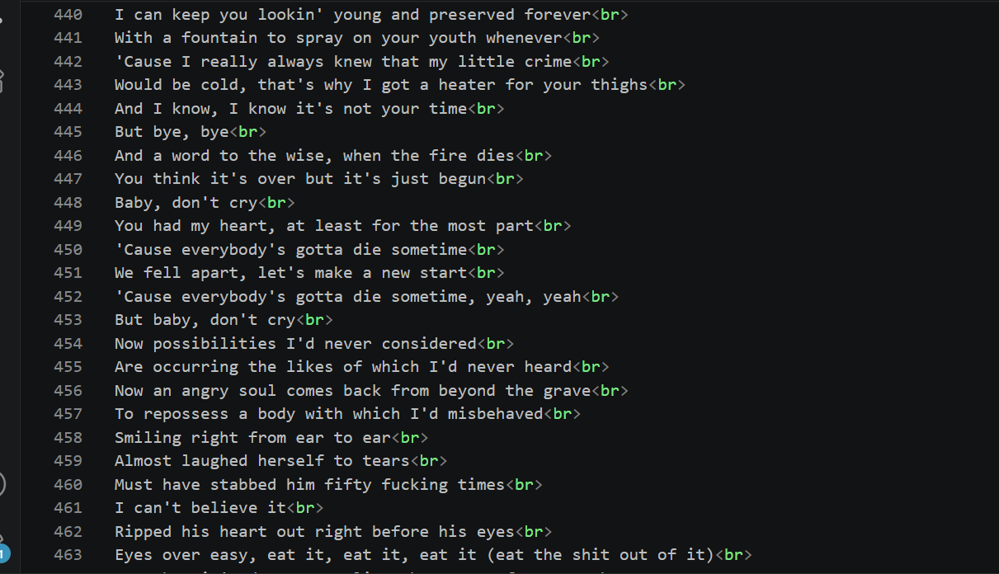 440 I can keep you lookin' young and preserved forever<br>
441 With a fountain to spray on your youth whenever<br>
442 'Cause I really always knew that my little crime<br>
443 Would be cold, that's why I got a heater for your thighs<br>
444 And I know, I know it's not your time<br>
445 But bye, bye<br>
446 And a word to the wise, when the fire dies<br>
447 You think it's over but it's just begun<br>
448 Baby, don't cry<br>
449 You had my heart, at least for the most part<br>
450 'Cause everybody's gotta die sometime<br>
451 We fell apart, let's make a new start<br>
452 'Cause everybody's gotta die sometime, yeah, yeah<br>
453 But baby, don't cry<br>
454 Now possibilities I'd never considered<br>
455 Are occurring the likes of which I'd never heard<br>
456 Now an angry soul comes back from beyond the grave<br>
457 To repossess a body with which I'd misbehaved<br>
458 Smiling right from ear to ear<br>
459 Almost laughed herself to tears<br>
460 Must have stabbed him fifty fucking times<br>
461 I can't believe it<br>
462 Ripped his heart out right before his eyes<br>
463 Eyes over easy, eat it, eat it, eat it (eat the shit out of it)<br>